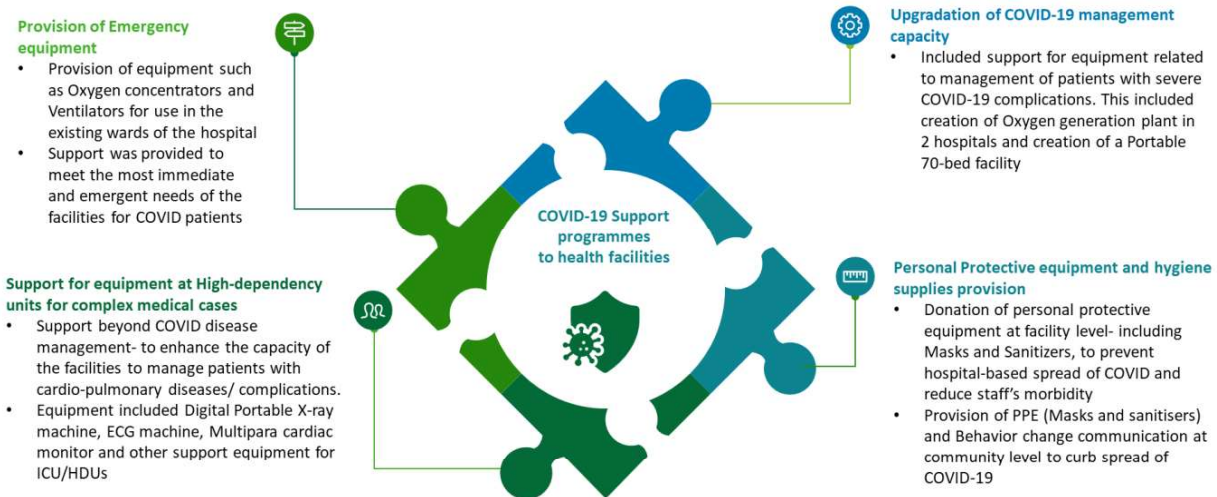 Provision of Emergency
equipment
• Provision of equipment such
as Oxygen concentrators and
Ventilators for use in the
existing wards of the hospital
• Support was provided to
meet the most immediate
and emergent needs of the
facilities for COVID patients
Upgradation of COVID-19 management
capacity
• Included support for equipment related
to management of patients with severe
COVID-19 complications. This included
creation of Oxygen generation plant in
2 hospitals and creation of a Portable
70-bed facility
COVID-19 Support
programmes
to health facilities
Support for equipment at High-dependency
units for complex medical cases
• Support beyond COVID disease
management- to enhance the capacity of
the facilities to manage patients with
cardio-pulmonary diseases/ complications.
• Equipment included Digital Portable X-ray
machine, ECG machine, Multipara cardiac
monitor and other support equipment for
ICU/HDUs
Personal Protective equipment and hygiene
supplies provision
• Donation of personal protective
equipment at facility level- including
Masks and Sanitizers, to prevent
hospital-based spread of COVID and
reduce staff's morbidity
• Provision of PPE (Masks and sanitisers)
and Behavior change communication at
community level to curb spread of
COVID-19